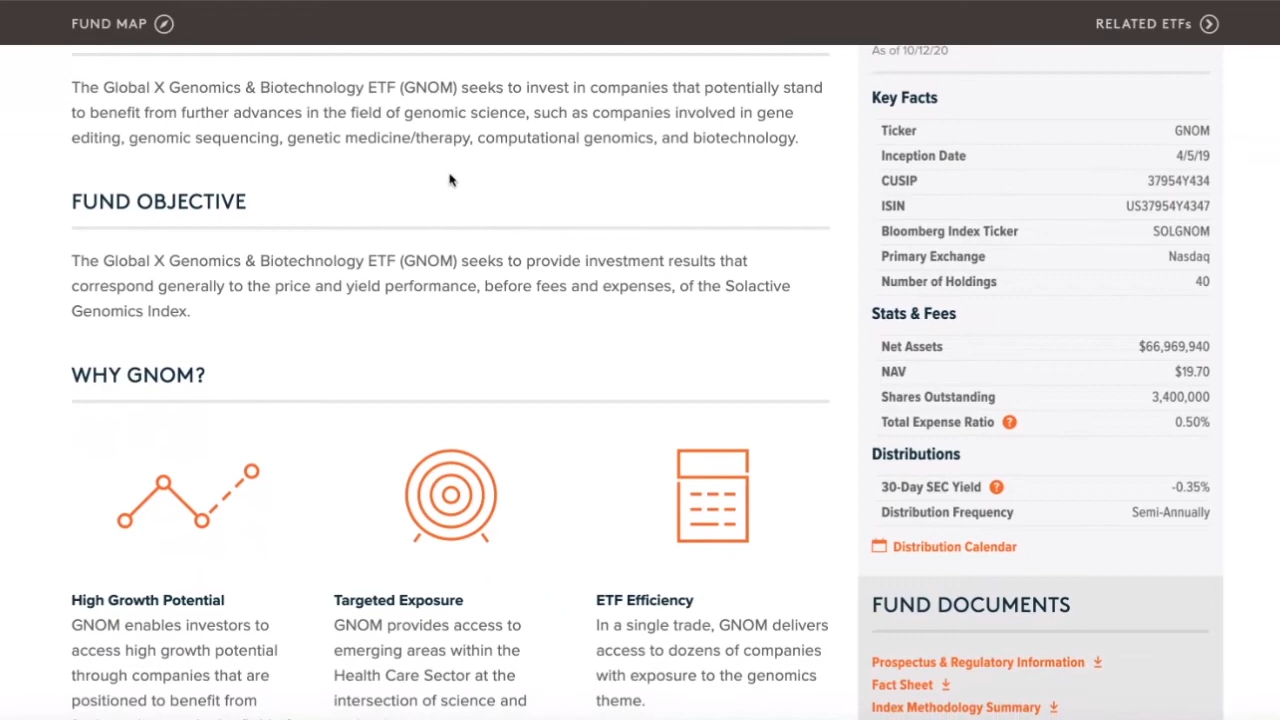 FUND MAP
RELATED ETFs
The Global X Genomics & Biotechnology ETF (GNOM) seeks to invest in companies that potentially stand
to benefit from further advances in the field of genomic science, such as companies involved in gene
editing, genomic sequencing, genetic medicine/therapy, computational genomics, and biotechnology.
FUND OBJECTIVE
The Global X Genomics & Biotechnology ETF (GNOM) seeks to provide investment results that
correspond generally to the price and yield performance, before fees and expenses, of the Solactive
Genomics Index.
WHY GNOM?
High Growth Potential
GNOM enables investors to
access high growth potential
through companies that are
positioned to benefit from
Targeted Exposure
GNOM provides access to
emerging areas within the
Health Care Sector at the
intersection of science and
ETF Efficiency
In a single trade, GNOM delivers
access to dozens of companies
with exposure to the genomics
theme.
As of 10/12/20
Key Facts
Ticker GNOM
Inception Date 4/5/19
CUSIP 37954Y434
ISIN US37954Y4347
Bloomberg Index Ticker SOLGNOM
Primary Exchange Nasdaq
Number of Holdings 40
Stats & Fees
Net Assets $66,969,940
NAV $19.70
Shares Outstanding 3,400,000
Total Expense Ratio ? 0.50%
Distributions
30-Day SEC Yield ? -0.35%
Distribution Frequency Semi-Annually
Distribution Calendar
FUND DOCUMENTS
Prospectus & Regulatory Information
Fact Sheet
Index Methodology Summary